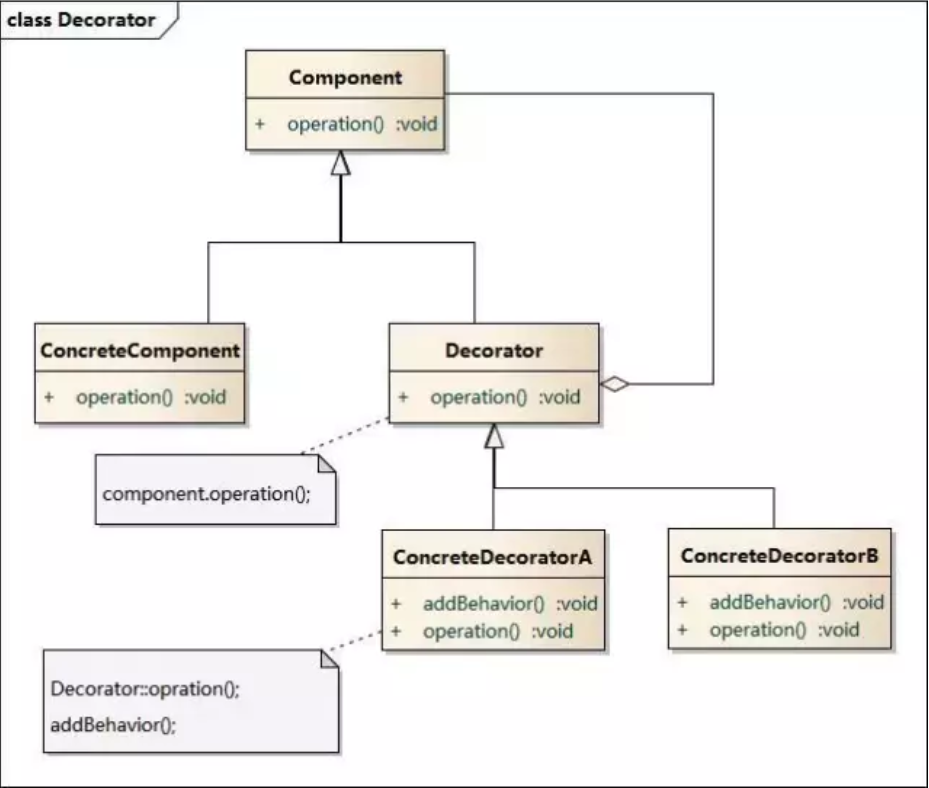 class Decorator
Component
+ operation() :void
ConcreteComponent
+ operation() :void
Decorator
+ operation() :void
component.operation();
ConcreteDecoratorA
+ addBehavior() :void
+ operation() :void
ConcreteDecoratorB
+ addBehavior() :void
+ operation() :void
Decorator::opration();
addBehavior();